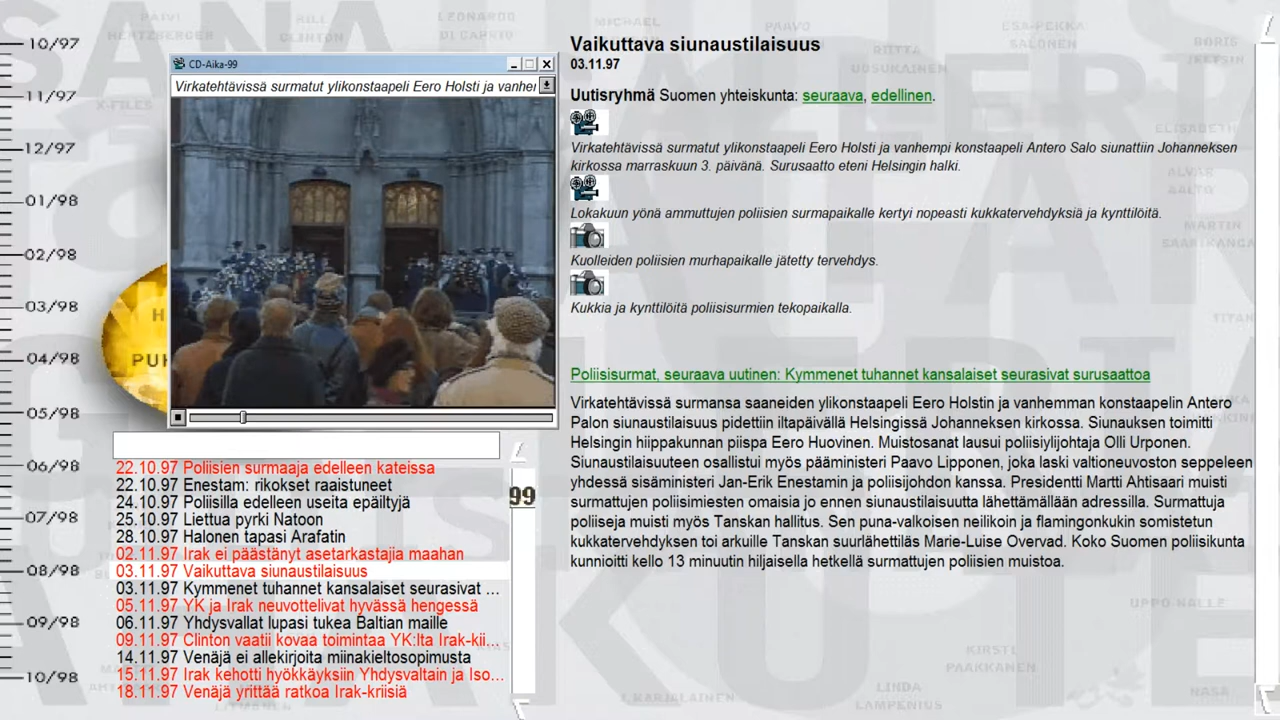 10/97
11/97
12/97
01/98
02/98
03/98
04/98
05/98
06/98
07/98
08/98
09/98
10/98
CD-Aika-99
Virkatehtävissä surmatut ylikonstaapeli Eero Holsti ja vanhe
H
PU
22.10.97 Poliisien surmaaja edelleen kateissa
22.10.97 Enestam: rikokset raaistuneet
24.10.97 Poliisilla edelleen useita epäiltyjä
25.10.97 Liettua pyrki Natoon
28.10.97 Halonen tapasi Arafatin
02.11.97 Irak ei päästänyt asetarkastajia maahan
03.11.97 Vaikuttava siunaustilaisuus
03.11.97 Kymmenet tuhannet kansalaiset seurasivat ...
05.11.97 YK ja Irak neuvottelivat hyvässä hengessä
06.11.97 Yhdysvallat lupasi tukea Baltian maille
09.11.97 Clinton vaatii kovaa toimintaa YK:lta Irak-kii...
14.11.97 Venäjä ei allekirjoita miinakieltosopimusta
15.11.97 Irak kehotti hyökkäyksiin Yhdysvaltain ja Iso...
18.11.97 Venäjä yrittää ratkoa Irak-kriisiä
99
Vaikuttava siunaustilaisuus
03.11.97
Uutisryhmä Suomen yhteiskunta: seuraava, edellinen.
Virkatehtävissä surmatut ylikonstaapeli Eero Holsti ja vanhempi konstaapeli Antero Salo siunattiin Johanneksen
kirkossa marraskuun 3. päivänä. Surusaatto eteni Helsingin halki.
Lokakuun yönä ammuttujen poliisien surmapaikalle kertyi nopeasti kukkatervehdyksiä ja kynttilöitä.
Kuolleiden poliisien murhapaikalle jätetty tervehdys.
Kukkia ja kynttilöitä poliisisurmien tekopaikalla.
Poliisisurmat, seuraava uutinen: Kymmenet tuhannet kansalaiset seurasivat surusaattoa
Virkatehtävissä surmansa saaneiden ylikonstaapeli Eero Holstin ja vanhemman konstaapelin Antero
Palon siunaustilaisuus pidettiin iltapäivällä Helsingissä Johanneksen kirkossa. Siunauksen toimitti
Helsingin hiippakunnan piispa Eero Huovinen. Muistosanat lausui poliisiylijohtaja Olli Urponen.
Siunaustilaisuuteen osallistui myös pääministeri Paavo Lipponen, joka laski valtioneuvoston seppeleen
yhdessä sisäministeri Jan-Erik Enestamin ja poliisijohdon kanssa. Presidentti Martti Ahtisaari muisti
surmattujen poliisimiesten omaisia jo ennen siunaustilaisuutta lähettämällään adressilla. Surmattuja
poliiseja muisti myös Tanskan hallitus. Sen puna-valkoisen neilikoin ja flamingonkukin somistetun
kukkatervehdyksen toi arkuille Tanskan suurlähettiläs Marie-Luise Overvad. Koko Suomen poliisikunta
kunnioitti kello 13 minuutin hiljaisella hetkellä surmattujen poliisien muistoa.